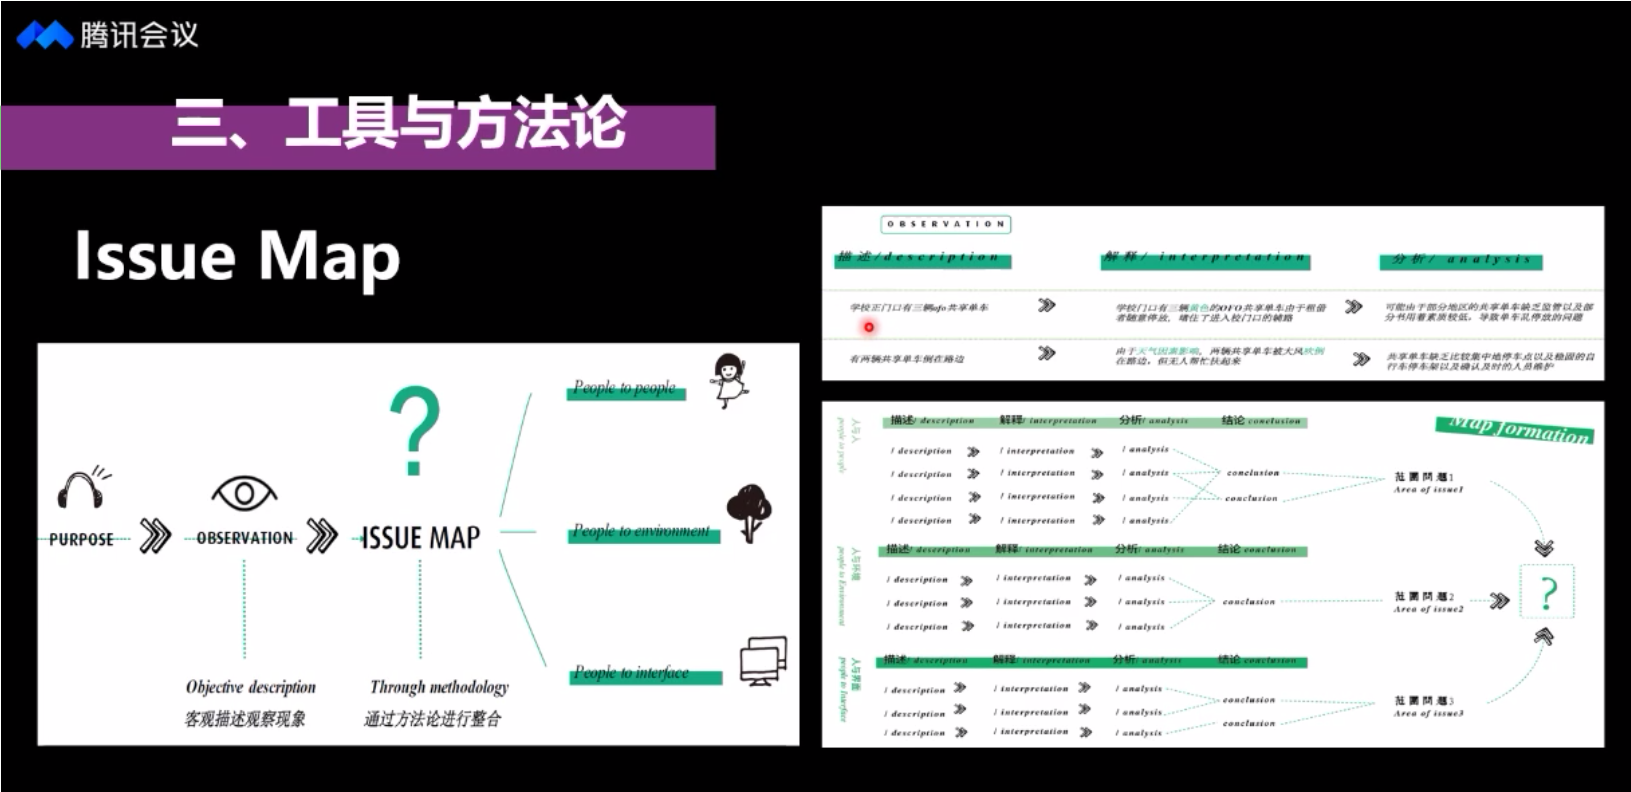 腾讯会议
三、工具与方法论
Issue Map
People to people
PURPOSE
OBSERVATION
ISSUE MAP
?
People to environment
People to interface
Objective description
客观描述观察现象
Through methodology
通过方法论进行整合
OBSERVATION
描述/description
解释/ interpretation
分析/ analysis
学校正门口有三辆ofo共享单车
学校门口有三辆黄色的OFO共享单车由于租借
者随意停放，堵住了进入校门口的辅路
可能由于部分地区的共享单车缺乏监管以及部
分书用着素质较低，导致单车乱停放的问题
有两辆共享单车倒在路边
由于天气因素影响，两辆共享单车被大风吹倒
在路边，但无人帮忙扶起来
共享单车缺乏比较集中地停车点以及稳固的自
行车停车架以及确认及时的人员维护
Map formation
人与人
people to people
描述/ description
解释/ interpretation
分析/ analysis
结论 conclusion
/ description
/ interpretation
/ analysis
/ description
/ interpretation
/ analysis
conclusion
/ description
/ interpretation
/ analysis
conclusion
/ description
/ interpretation
/ analysis
范圍問題1
Area of issue1
人与环境
people to Environment
描述/ description
解释/ interpretation
分析/ analysis
结论 conclusion
/ description
/ interpretation
/ analysis
/ description
/ interpretation
/ analysis
conclusion
/ description
/ interpretation
/ analysis
范圍問題2
Area of issue2
?
人与界面
people to Interface
描述/ description
解释/ interpretation
分析/ analysis
结论 conclusion
/ description
/ interpretation
/ analysis
conclusion
/ description
/ interpretation
/ analysis
conclusion
/ description
/ interpretation
/ analysis
范圍問題3
Area of issue3